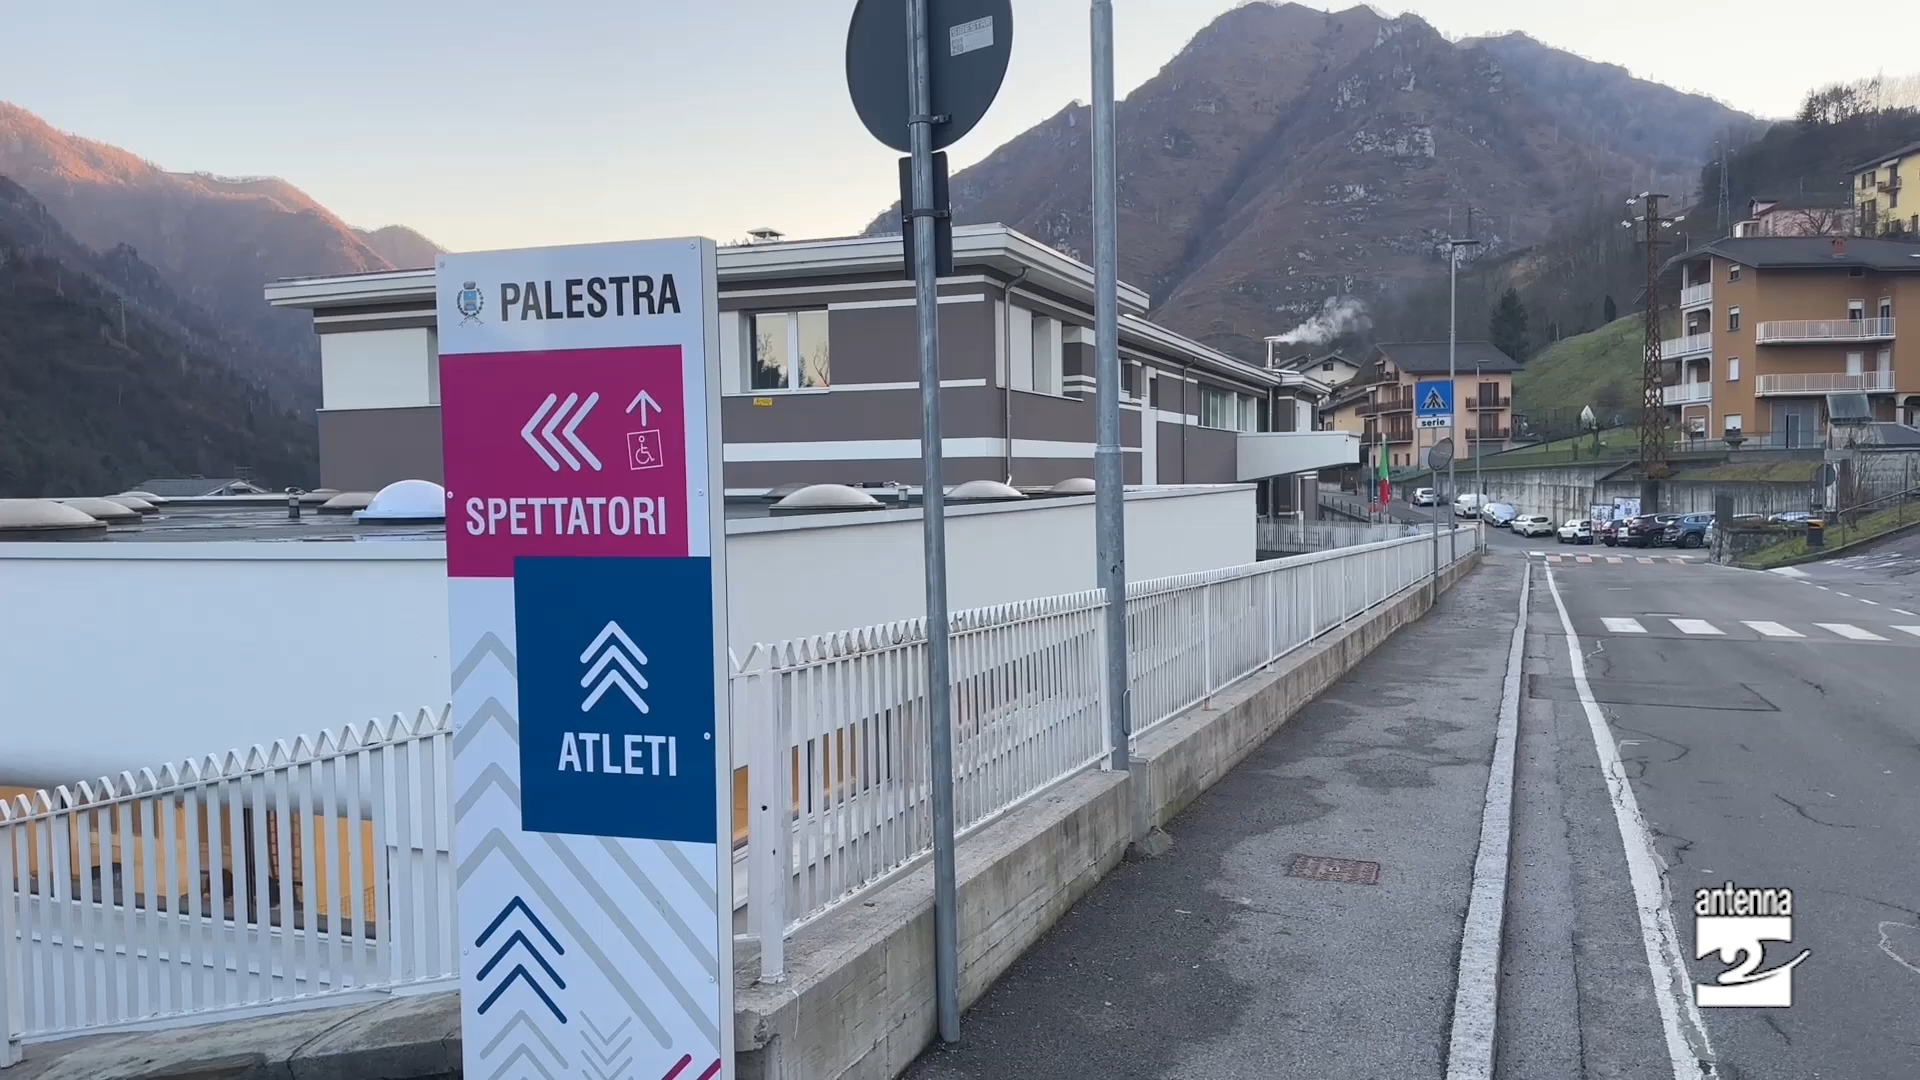 PALESTRA
SPETTATORI
ATLETI
serie
antenna
2